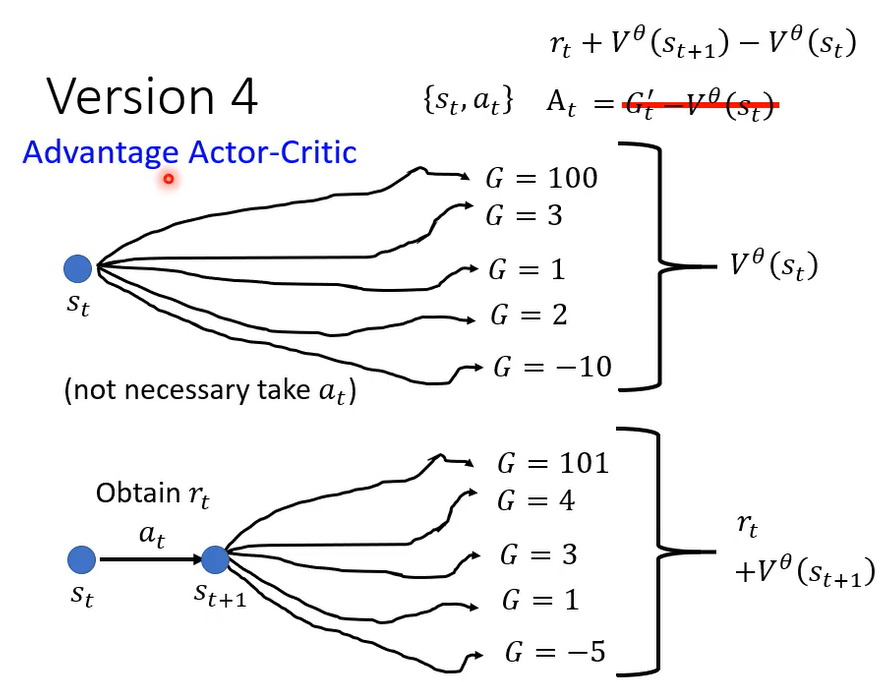 r_t + V^θ(s_{t+1}) − V^θ(s_t)
Version 4
{s_t, a_t} A_t = G'_t − V^θ(s_t)
Advantage Actor-Critic
G = 100
G = 3
G = 1
V^θ(s_t)
s_t
G = 2
G = −10
(not necessary take a_t)
G = 101
Obtain r_t
G = 4
a_t
r_t
G = 3
+V^θ(s_{t+1})
s_t
s_{t+1}
G = 1
G = −5